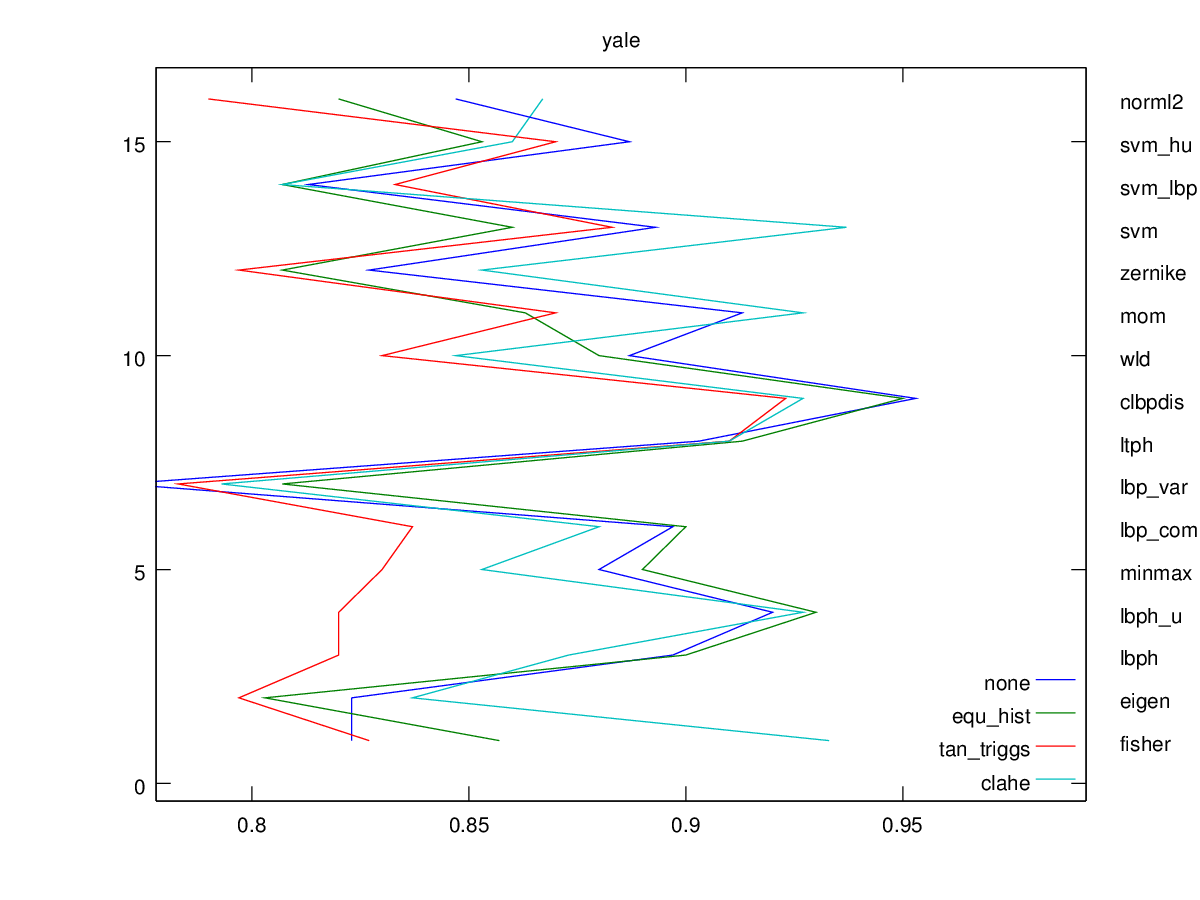 yale
norml2
15
svm_hu
svm_lbp
svm
zernike
mom
10
wld
clbpdis
ltph
lbp_var
lbp_com
5
minmax
lbph_u
lbph
none
eigen
equ_hist
tan_triggs
fisher
0
clahe
0.8
0.85
0.9
0.95